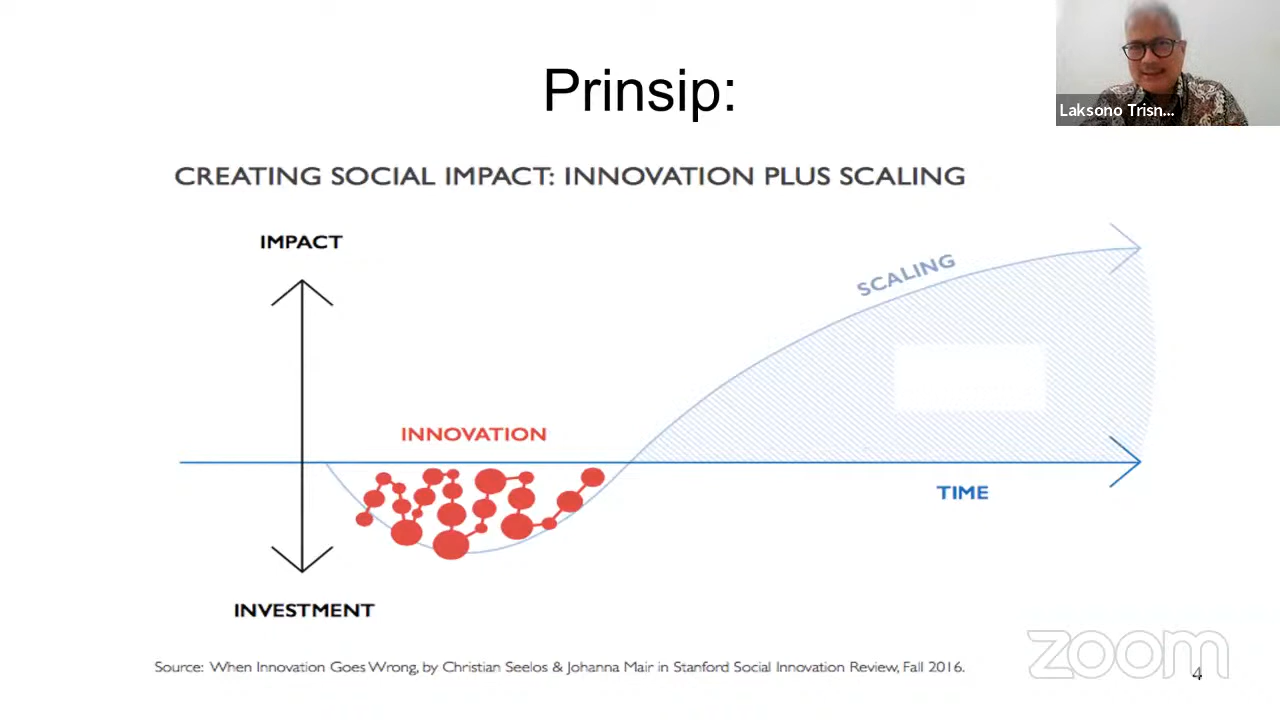 Prinsip:
Laksono Trisn...
CREATING SOCIAL IMPACT: INNOVATION PLUS SCALING
IMPACT
SCALING
INNOVATION
TIME
INVESTMENT
Source: When Innovation Goes Wrong, by Christian Seelos & Johanna Mair in Stanford Social Innovation Review, Fall 2016.
zoom
4